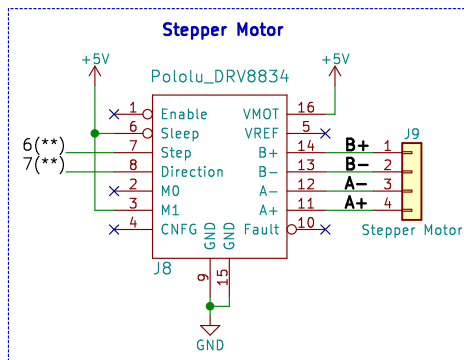 Stepper Motor
+5V +5V
Pololu_DRV8834
1 Enable VMOT 16
6 Sleep VREF 5 J9
6(**) 7 Step B+ 14 B+ 1
7(**) 8 Direction B- 13 B- 2
2 M0 A- 12 A- 3
3 M1 A+ 11 A+ 4
4 CNFG GND GND Fault 10 Stepper Motor
J8 9 15
GND